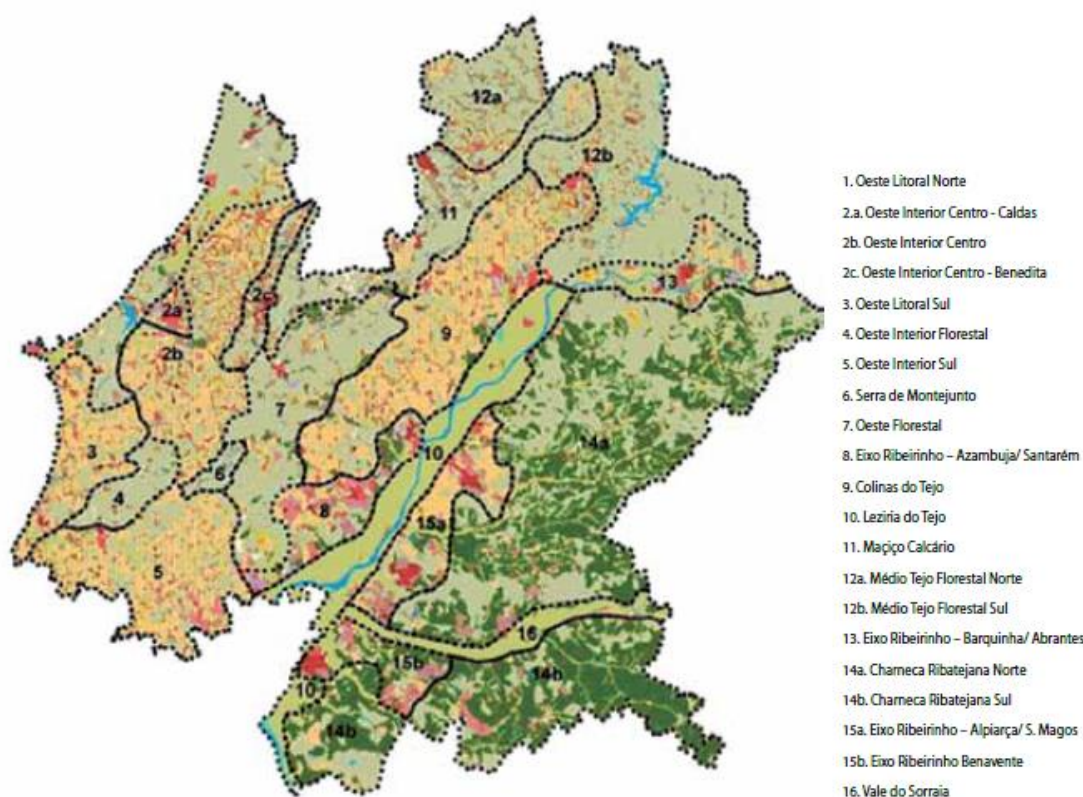 12a
12b
11
1
2c
13
2a
9
2b
7
14a
3
10
6
4
8
15a
5
16
15b
14b
10
14b
1. Oeste Litoral Norte
2.a. Oeste Interior Centro - Caldas
2b. Oeste Interior Centro
2c. Oeste Interior Centro - Benedita
3. Oeste Litoral Sul
4. Oeste Interior Florestal
5. Oeste Interior Sul
6. Serra de Montejunto
7. Oeste Florestal
8. Eixo Ribeirinho – Azambuja/ Santarém
9. Colinas do Tejo
10. Leziria do Tejo
11. Maçiço Calcário
12a. Médio Tejo Florestal Norte
12b. Médio Tejo Florestal Sul
13. Eixo Ribeirinho – Barquinha/ Abrantes
14a. Charneca Ribatejana Norte
14b. Charneca Ribatejana Sul
15a. Eixo Ribeirinho – Alpiarça/ S. Magos
15b. Eixo Ribeirinho Benavente
16. Vale do Sorraia